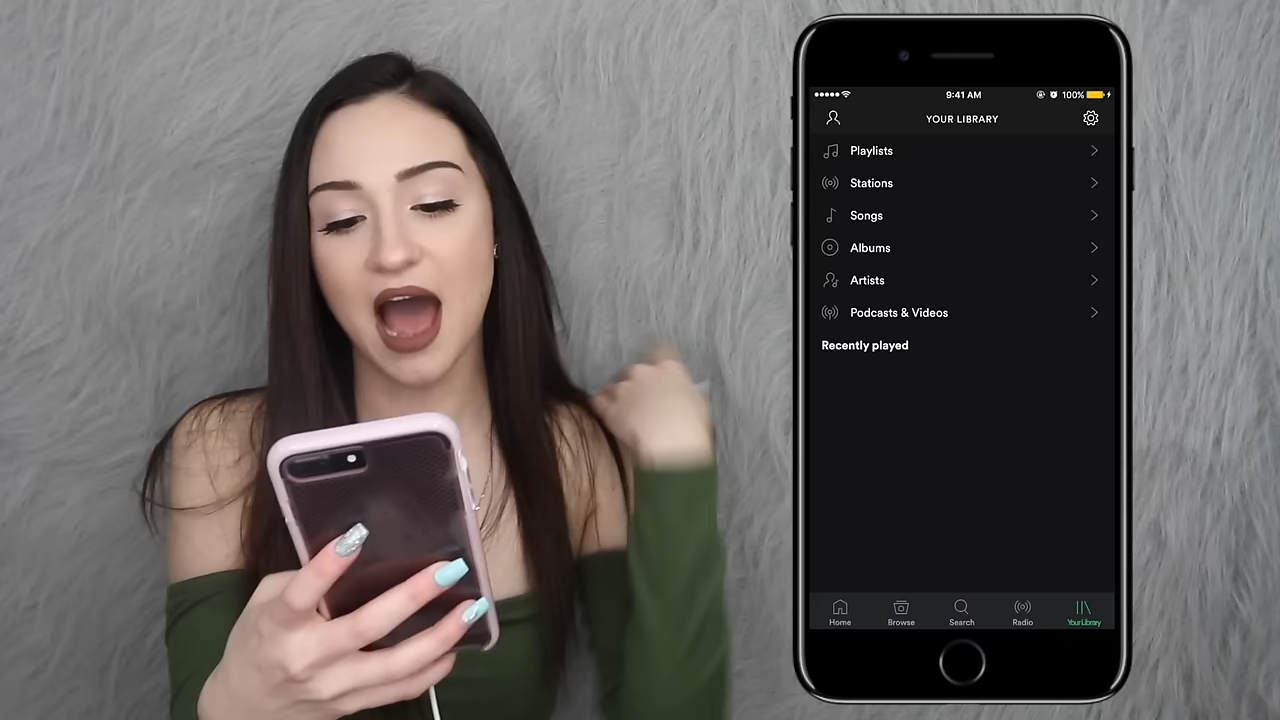 9:41 AM
100%
YOUR LIBRARY
Playlists
Stations
Songs
Albums
Artists
Podcasts & Videos
Recently played
Home
Browse
Search
Radio
Your Library